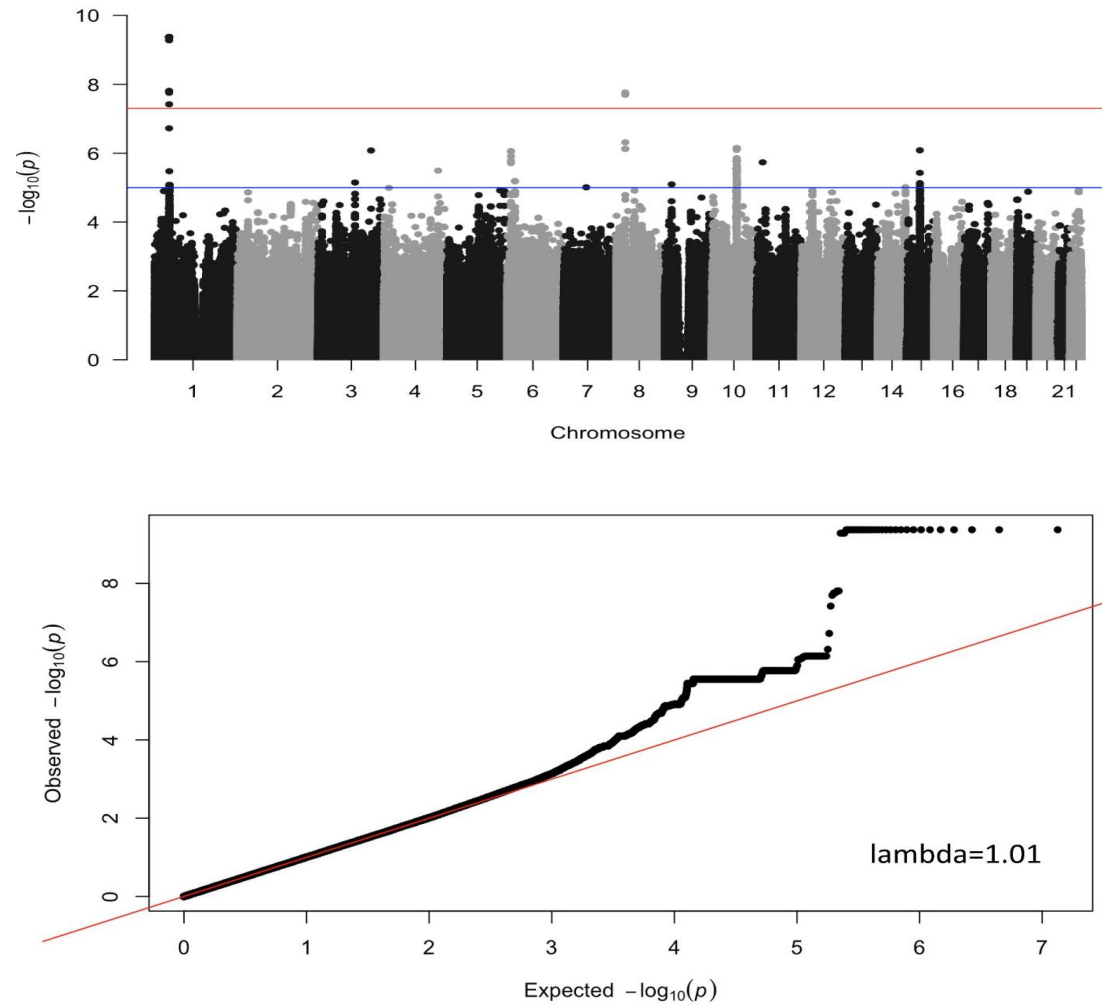 10
8
6
4
2
0
−log₁₀(p)
1 2 3 4 5 6 7 8 9 10 11 12 14 16 18 21
Chromosome
8
6
4
2
0
Observed −log₁₀(p)
lambda=1.01
0 1 2 3 4 5 6 7
Expected −log₁₀(p)